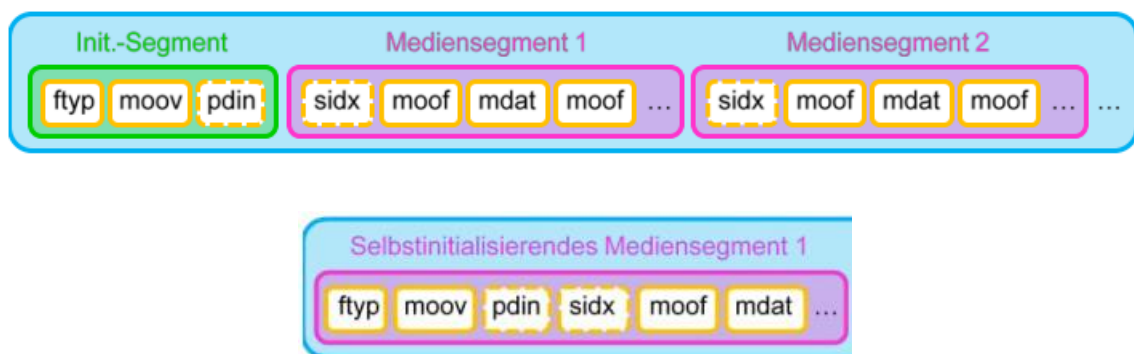 Init.-Segment Mediensegment 1 Mediensegment 2
ftyp moov pdin sidx moof mdat moof ... sidx moof mdat moof ... ...
Selbstinitialisierendes Mediensegment 1
ftyp moov pdin sidx moof mdat ...